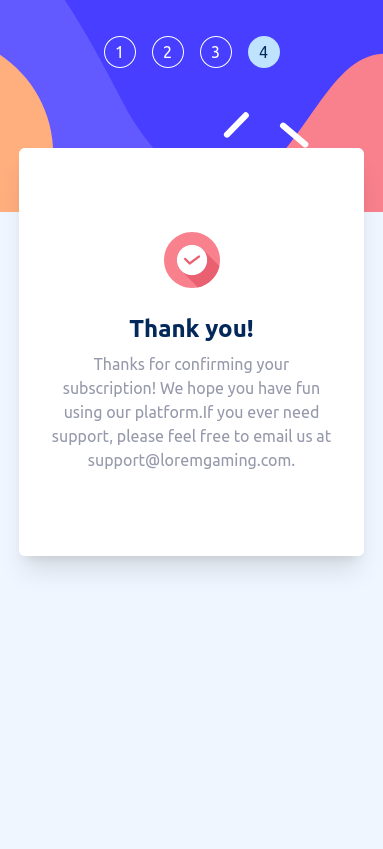 1 2 3 4
Thank you!
Thanks for confirming your
subscription! We hope you have fun
using our platform.If you ever need
support, please feel free to email us at
support@loremgaming.com.